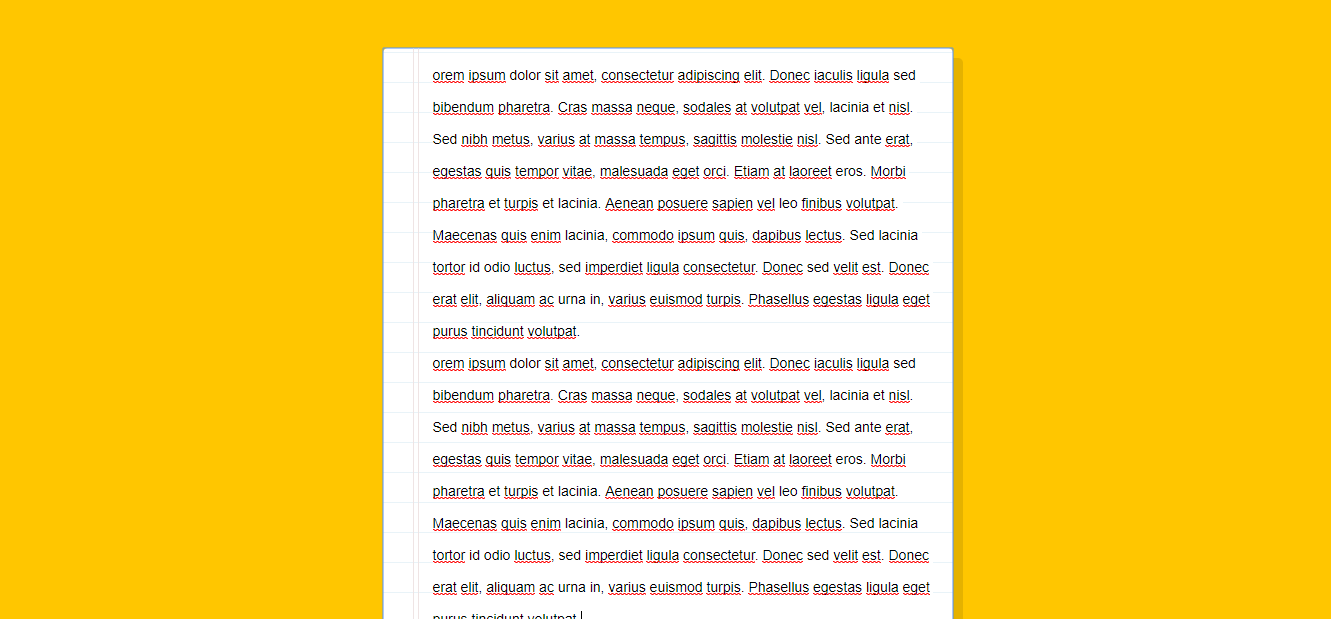 orem ipsum dolor sit amet, consectetur adipiscing elit. Donec iaculis ligula sed
bibendum pharetra. Cras massa neque, sodales at volutpat vel, lacinia et nisl.
Sed nibh metus, varius at massa tempus, sagittis molestie nisl. Sed ante erat,
egestas quis tempor vitae, malesuada eget orci. Etiam at laoreet eros. Morbi
pharetra et turpis et lacinia. Aenean posuere sapien vel leo finibus volutpat.
Maecenas quis enim lacinia, commodo ipsum quis, dapibus lectus. Sed lacinia
tortor id odio luctus, sed imperdiet ligula consectetur. Donec sed velit est. Donec
erat elit, aliquam ac urna in, varius euismod turpis. Phasellus egestas ligula eget
purus tincidunt volutpat.
orem ipsum dolor sit amet, consectetur adipiscing elit. Donec iaculis ligula sed
bibendum pharetra. Cras massa neque, sodales at volutpat vel, lacinia et nisl.
Sed nibh metus, varius at massa tempus, sagittis molestie nisl. Sed ante erat,
egestas quis tempor vitae, malesuada eget orci. Etiam at laoreet eros. Morbi
pharetra et turpis et lacinia. Aenean posuere sapien vel leo finibus volutpat.
Maecenas quis enim lacinia, commodo ipsum quis, dapibus lectus. Sed lacinia
tortor id odio luctus, sed imperdiet ligula consectetur. Donec sed velit est. Donec
erat elit, aliquam ac urna in, varius euismod turpis. Phasellus egestas ligula eget
purus tincidunt volutpat.